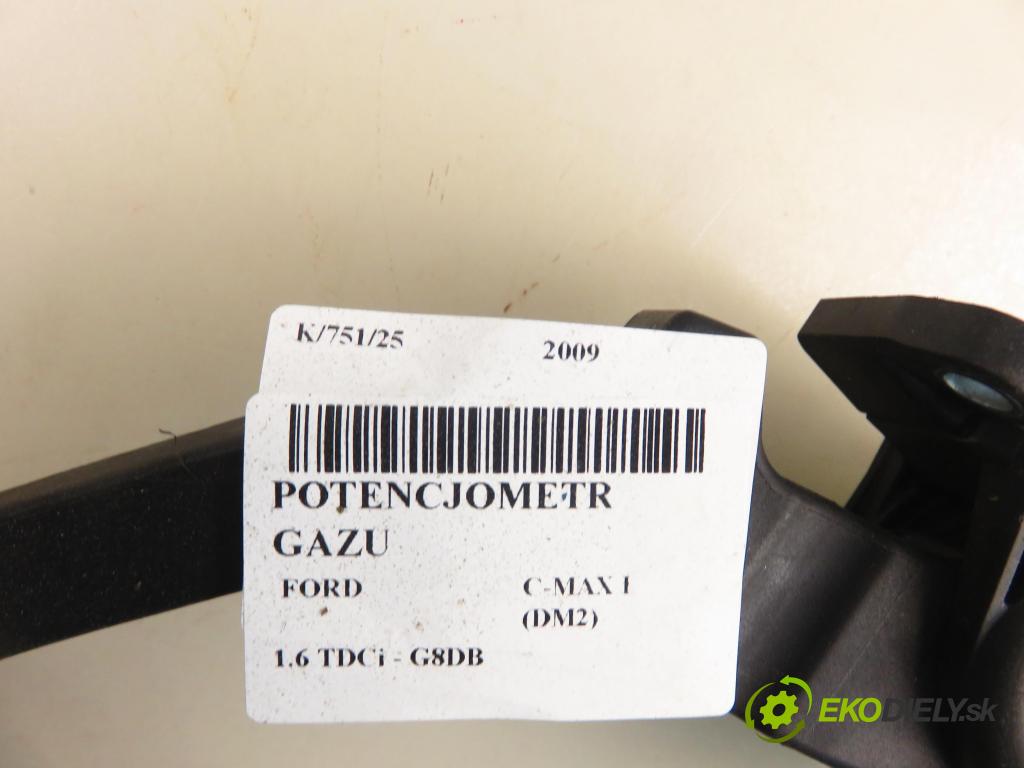 K/751/25 2009
POTENCJOMETR
GAZU
FORD C-MAX I
(DM2)
1.6 TDCi - G8DB
EKODIELY.sk